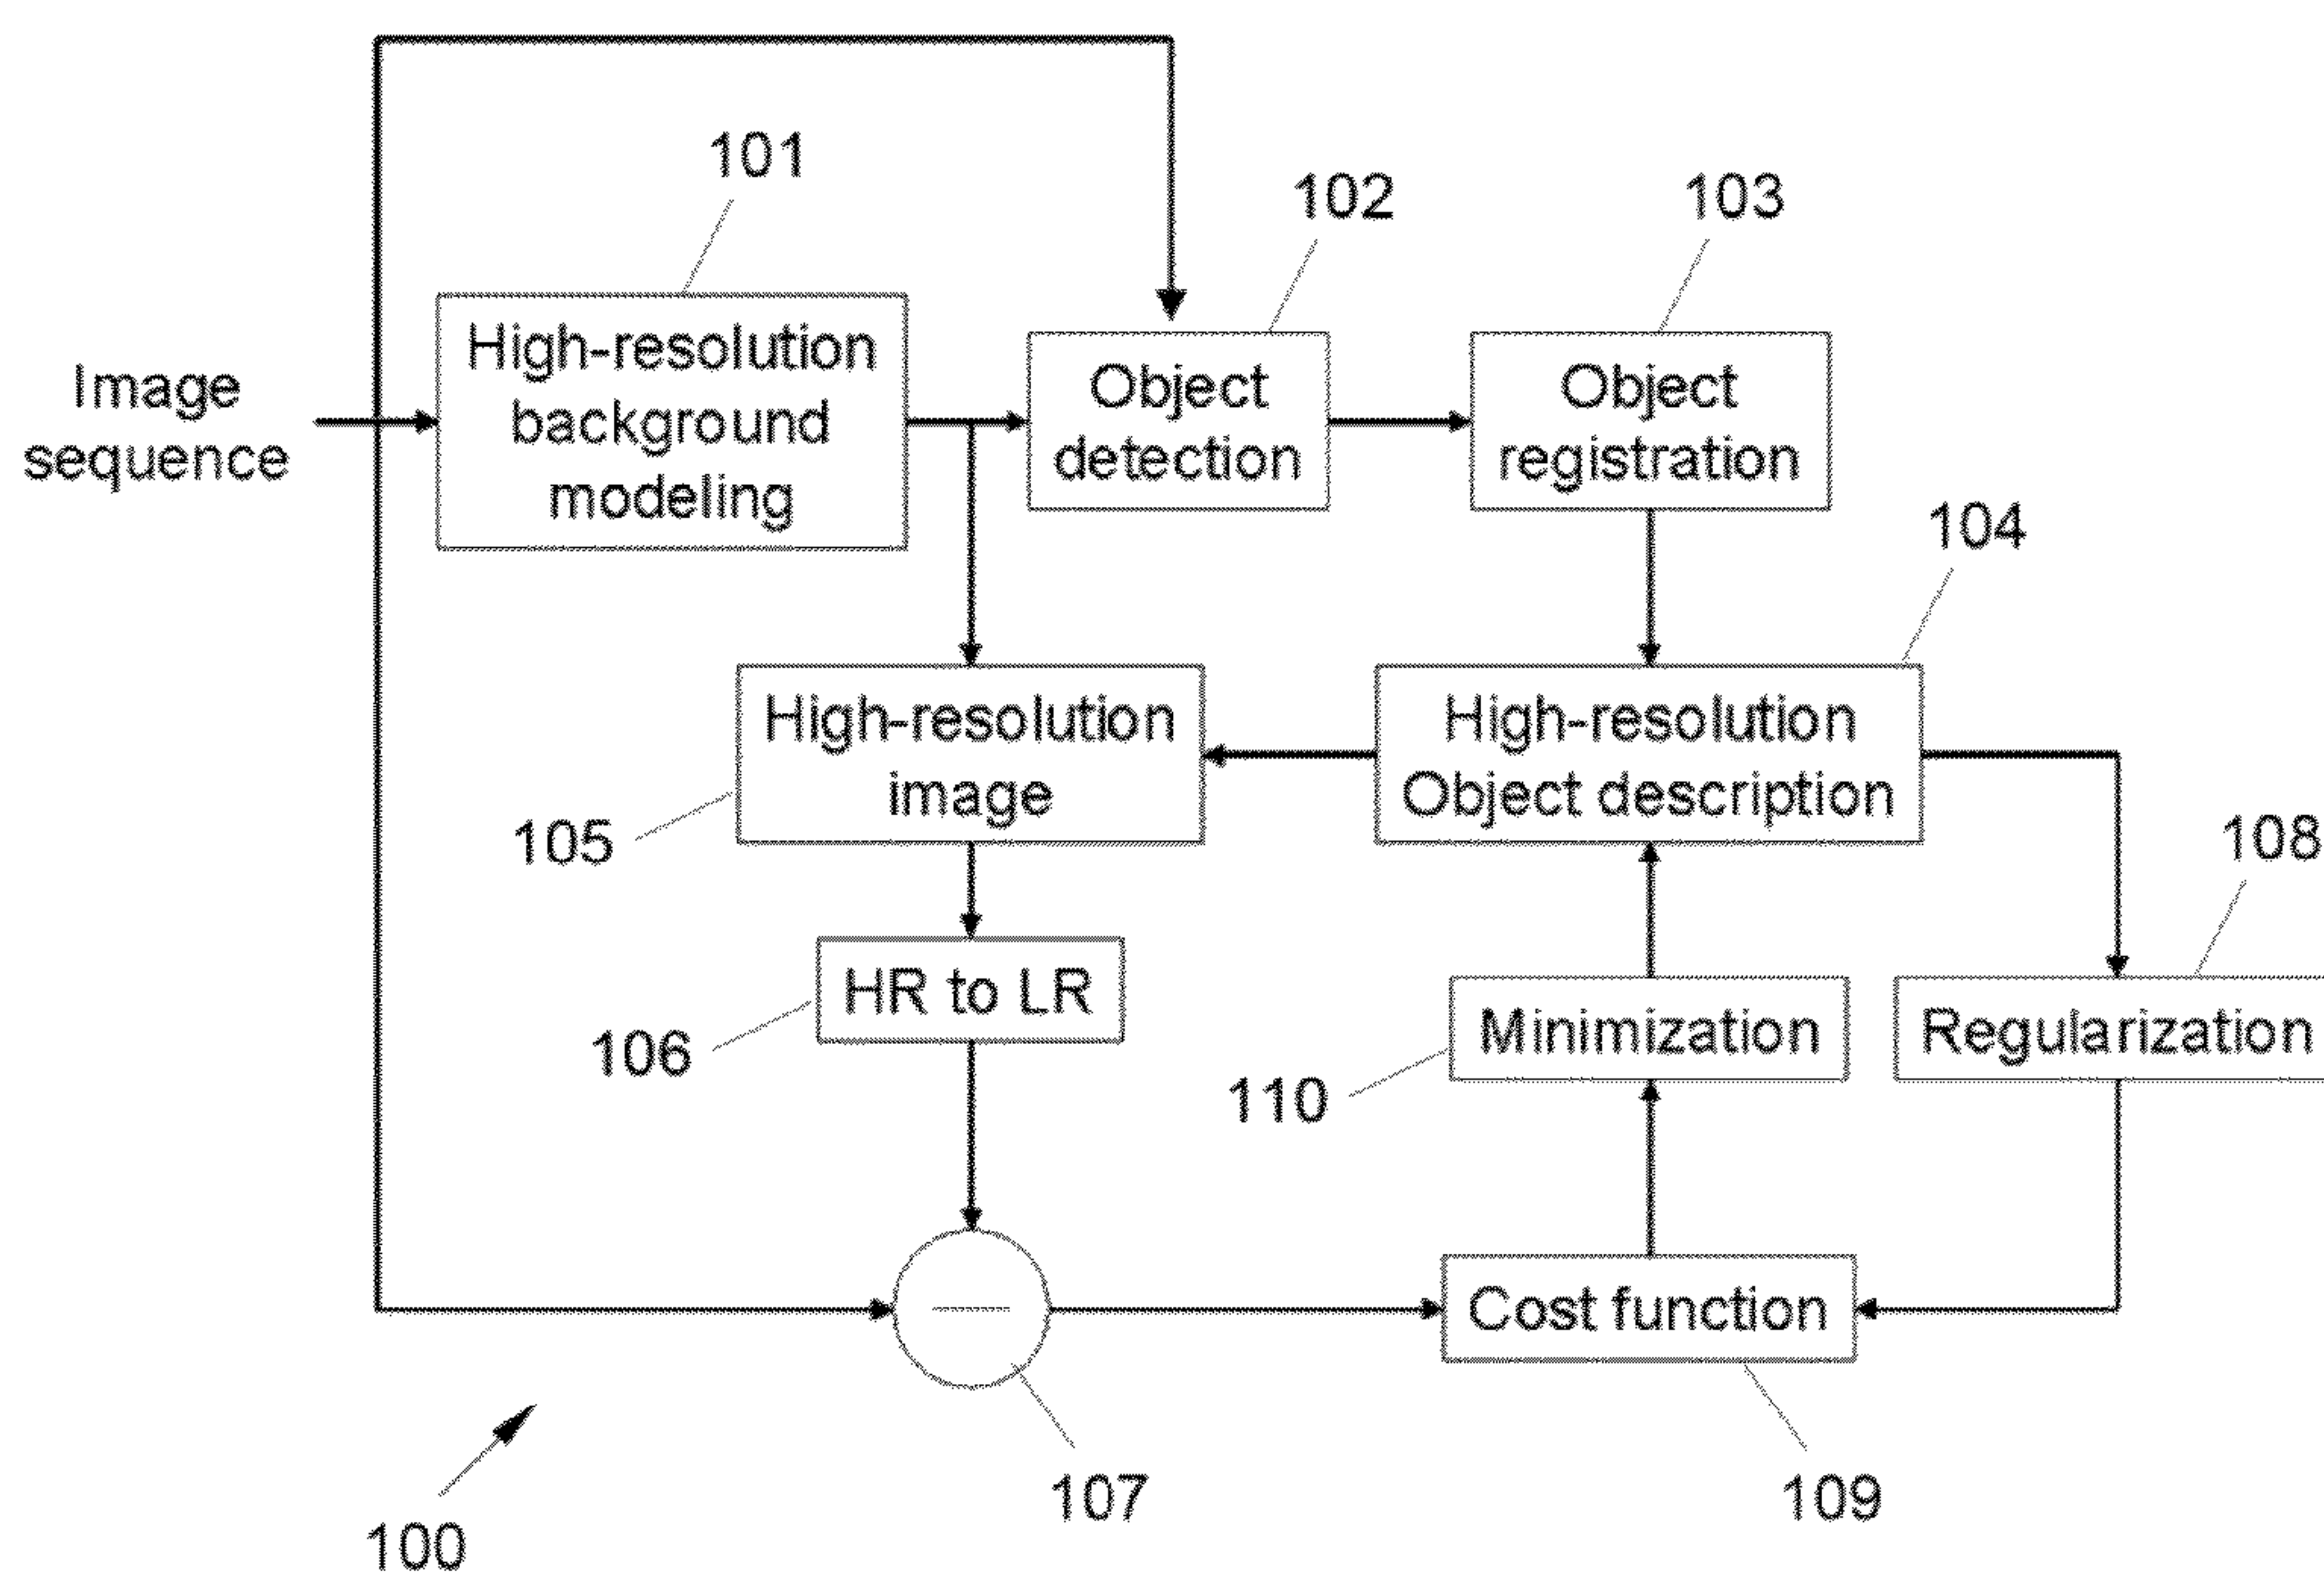 101
102
103
High-resolution
background
modeling
Image
sequence
Object
detection
Object
registration
104
High-resolution
image
High-resolution
Object description
105
108
HR to LR
106
Minimization
Regularization
110
Cost function
107
109
100